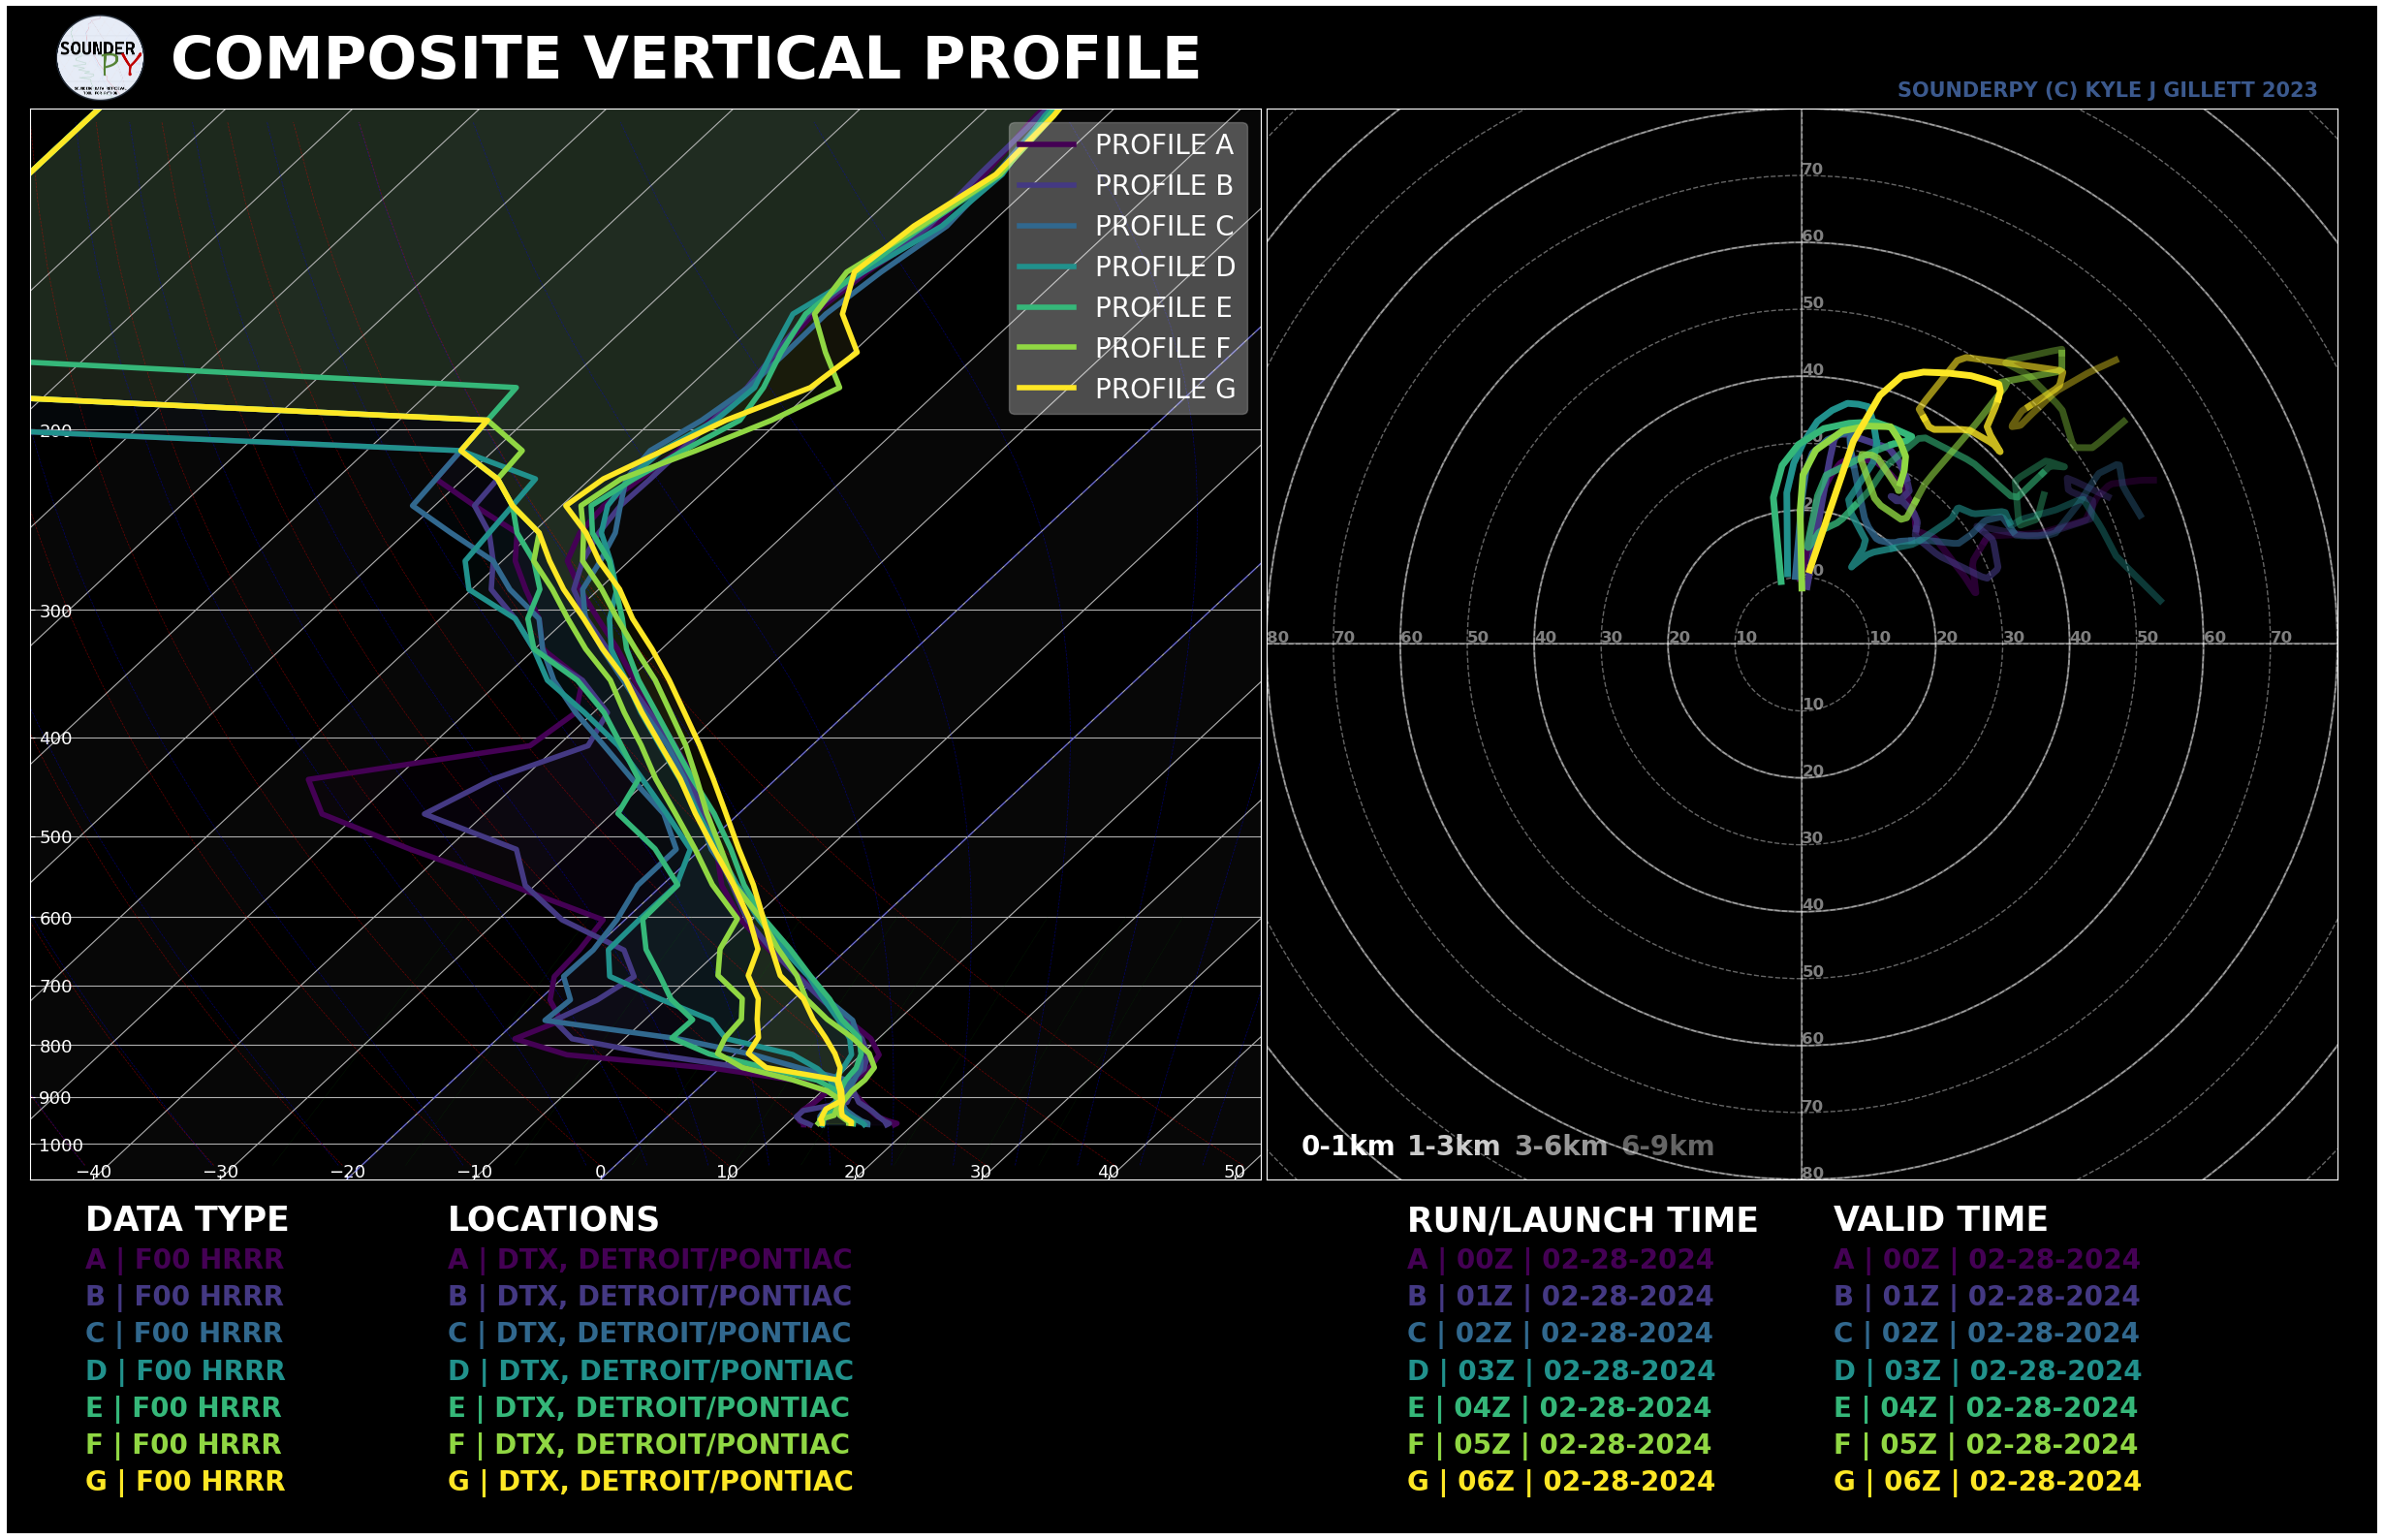 SOUNDER
PY
COMPOSITE VERTICAL PROFILE
SOUNDERPY (C) KYLE J GILLETT 2023
PROFILE A
PROFILE B
PROFILE C
PROFILE D
PROFILE E
PROFILE F
PROFILE G
200
300
400
500
600
700
800
900
1000
−40 −30 −20 −10 0 10 20 30 40 50
70
60
50
40
80 70 60 50 40 30 20 10 10 20 30 40 50 60 70
10
20
30
40
50
60
70
80
0-1km 1-3km 3-6km 6-9km
DATA TYPE LOCATIONS RUN/LAUNCH TIME VALID TIME
A | F00 HRRR A | DTX, DETROIT/PONTIAC A | 00Z | 02-28-2024 A | 00Z | 02-28-2024
B | F00 HRRR B | DTX, DETROIT/PONTIAC B | 01Z | 02-28-2024 B | 01Z | 02-28-2024
C | F00 HRRR C | DTX, DETROIT/PONTIAC C | 02Z | 02-28-2024 C | 02Z | 02-28-2024
D | F00 HRRR D | DTX, DETROIT/PONTIAC D | 03Z | 02-28-2024 D | 03Z | 02-28-2024
E | F00 HRRR E | DTX, DETROIT/PONTIAC E | 04Z | 02-28-2024 E | 04Z | 02-28-2024
F | F00 HRRR F | DTX, DETROIT/PONTIAC F | 05Z | 02-28-2024 F | 05Z | 02-28-2024
G | F00 HRRR G | DTX, DETROIT/PONTIAC G | 06Z | 02-28-2024 G | 06Z | 02-28-2024